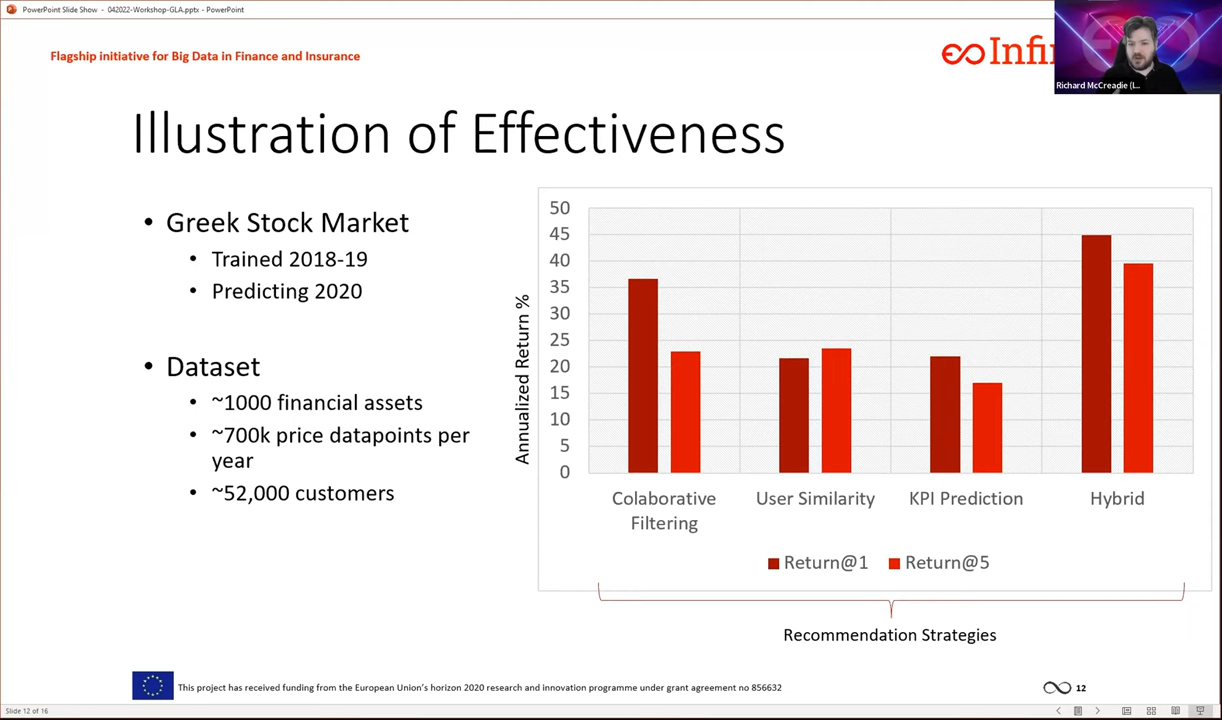 PowerPoint Slide Show - 042022-Workshop-GLA.pptx - PowerPoint
Flagship initiative for Big Data in Finance and Insurance
Infi
Richard McCreadie (L...
Illustration of Effectiveness
• Greek Stock Market
• Trained 2018-19
• Predicting 2020
• Dataset
• ~1000 financial assets
• ~700k price datapoints per
year
• ~52,000 customers
Annualized Return %
50
45
40
35
30
25
20
15
10
5
0
Colaborative
Filtering
User Similarity
KPI Prediction
Hybrid
Return@1
Return@5
Recommendation Strategies
This project has received funding from the European Union's horizon 2020 research and innovation programme under grant agreement no 856632
12
Slide 12 of 16